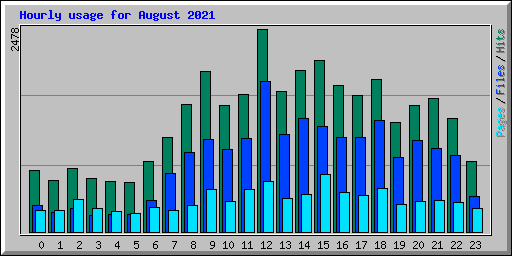 Hourly usage for August 2021
2478
Pages/Files/Hits
0 1 2 3 4 5 6 7 8 9 10 11 12 13 14 15 16 17 18 19 20 21 22 23